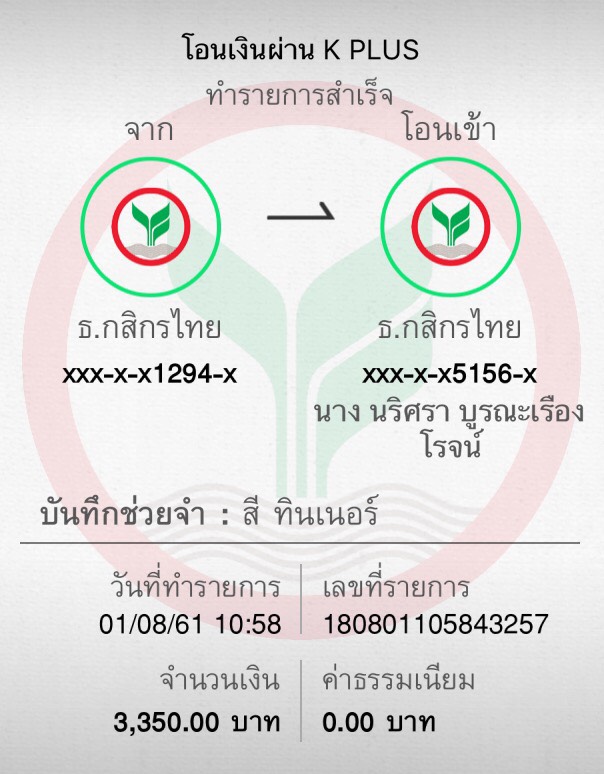 โอนเงินผ่าน K PLUS
ทำรายการสำเร็จ
จาก
โอนเข้า
ธ.กสิกรไทย
xxx-x-x1294-x
ธ.กสิกรไทย
xxx-x-x5156-x
นาง นริศรา บูรณะเรือง
โรจน์
บันทึกช่วยจำ : สี ทินเนอร์
วันที่ทำรายการ
01/08/61 10:58
เลขที่รายการ
180801105843257
จำนวนเงิน
3,350.00 บาท
ค่าธรรมเนียม
0.00 บาท